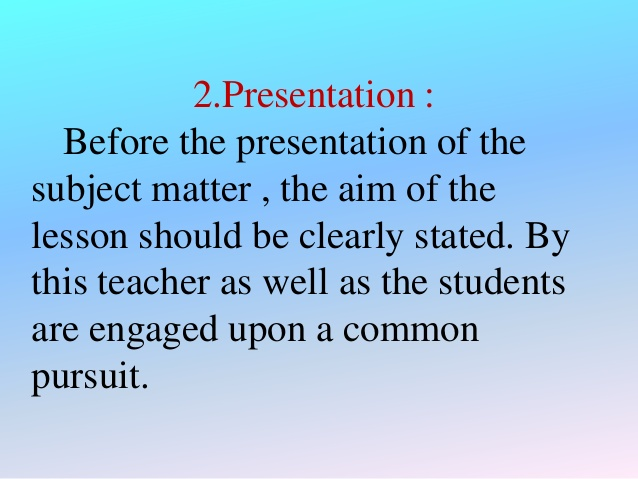 2.Presentation :
Before the presentation of the
subject matter , the aim of the
lesson should be clearly stated. By
this teacher as well as the students
are engaged upon a common
pursuit.